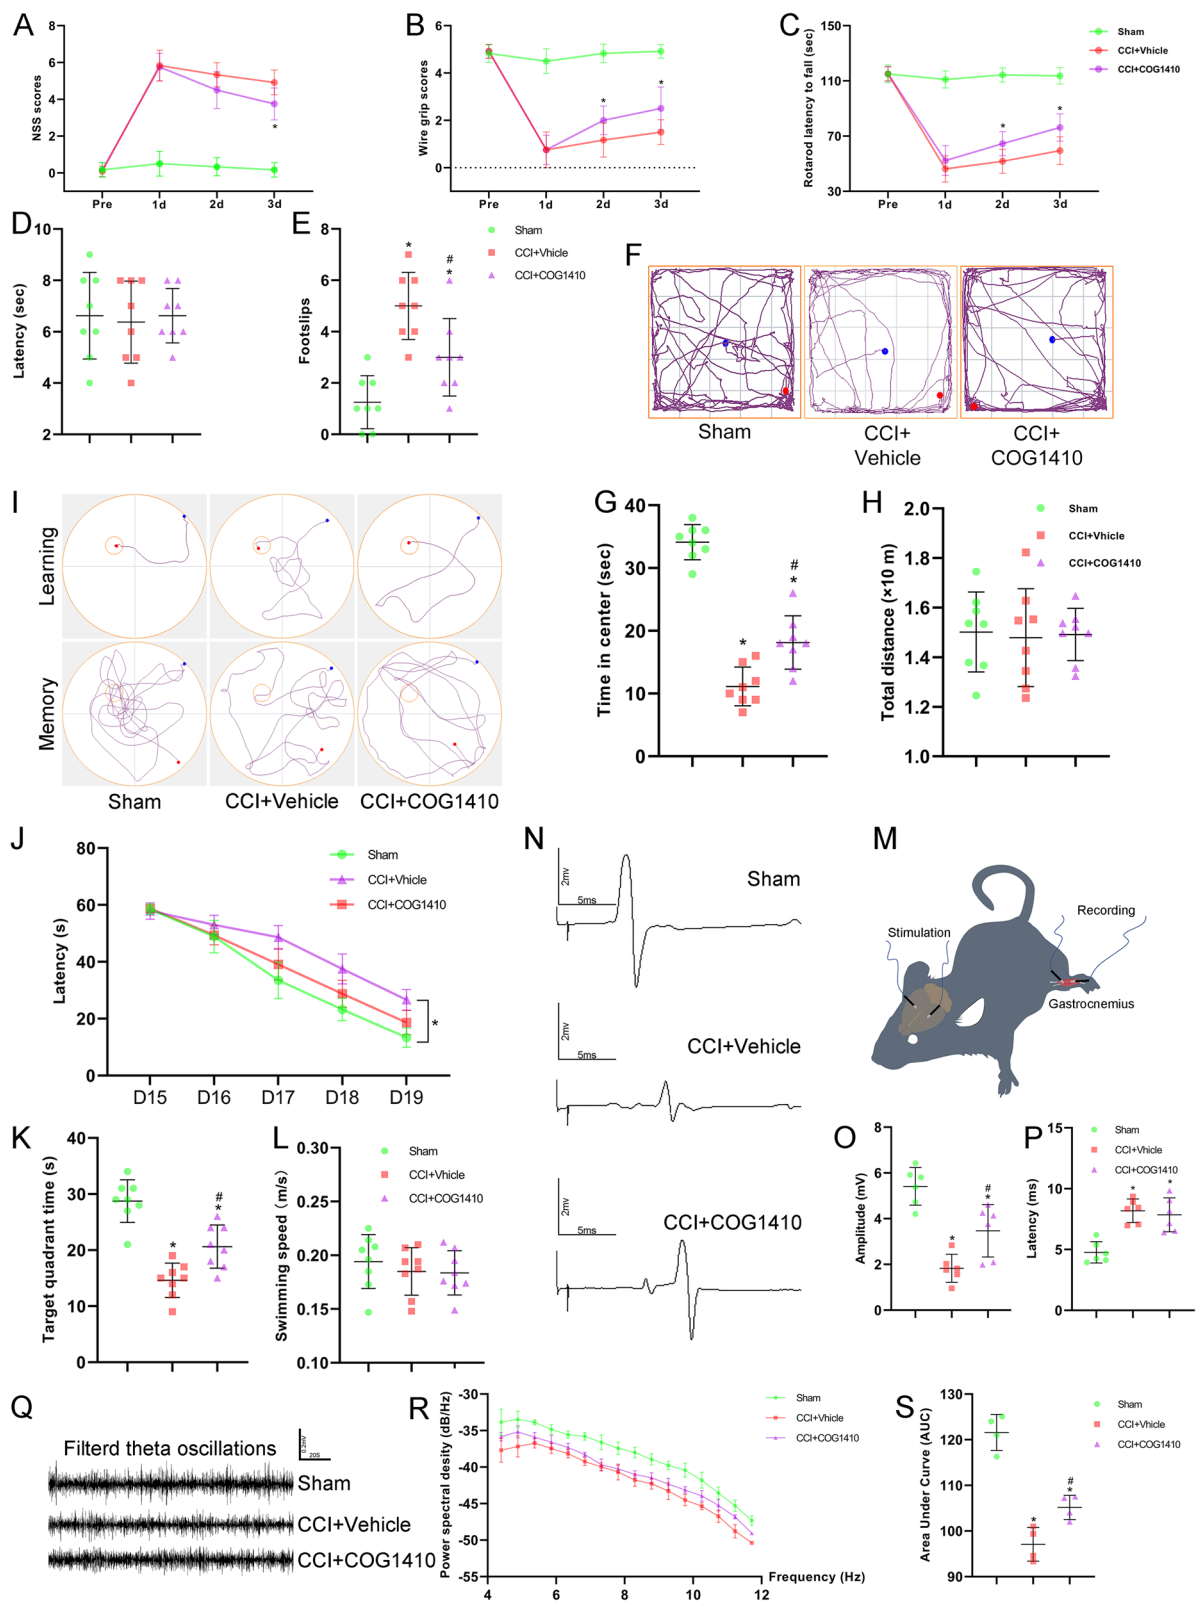 A
NSS scores
8
6
4
2
0
Pre
1d
2d
3d
*
B
Wire grip scores
6
4
2
0
Pre
1d
2d
3d
*
*
C
Rotarod latency to fall (sec)
150
110
70
30
Pre
1d
2d
3d
*
*
Sham
CCI+Vhicle
CCI+COG1410
D
Latency (sec)
10
8
6
4
2
E
Footslips
8
6
4
2
0
*
#
*
Sham
CCI+Vhicle
CCI+COG1410
F
Sham
CCI+
Vehicle
CCI+
COG1410
I
Learning
Memory
Sham
CCI+Vehicle
CCI+COG1410
G
Time in center (sec)
40
30
20
10
0
*
#
*
H
Total distance (×10 m)
2.0
1.8
1.6
1.4
1.2
1.0
Sham
CCI+Vhicle
CCI+COG1410
J
Latency (s)
80
60
40
20
0
D15
D16
D17
D18
D19
Sham
CCI+Vhicle
CCI+COG1410
*
N
2mv
5ms
Sham
2mv
5ms
CCI+Vehicle
2mv
5ms
CCI+COG1410
M
Stimulation
Recording
Gastrocnemius
K
Target quadrant time (s)
40
30
20
10
0
*
#
*
L
Swimming speed (m/s)
0.30
0.25
0.20
0.15
0.10
Sham
CCI+Vhicle
CCI+COG1410
O
Amplitude (mV)
8
6
4
2
0
*
#
*
P
Latency (ms)
15
10
5
0
Sham
CCI+Vhicle
CCI+COG1410
*
*
Q
Filterd theta oscillations
0.2mV
20S
Sham
CCI+Vehicle
CCI+COG1410
R
Power spectral desity (dB/Hz)
-30
-35
-40
-45
-50
-55
4
6
8
10
12
Frequency (Hz)
Sham
CCI+Vhicle
CCI+COG1410
S
Area Under Curve (AUC)
130
120
110
100
90
*
#
*
Sham
CCI+Vhicle
CCI+COG1410